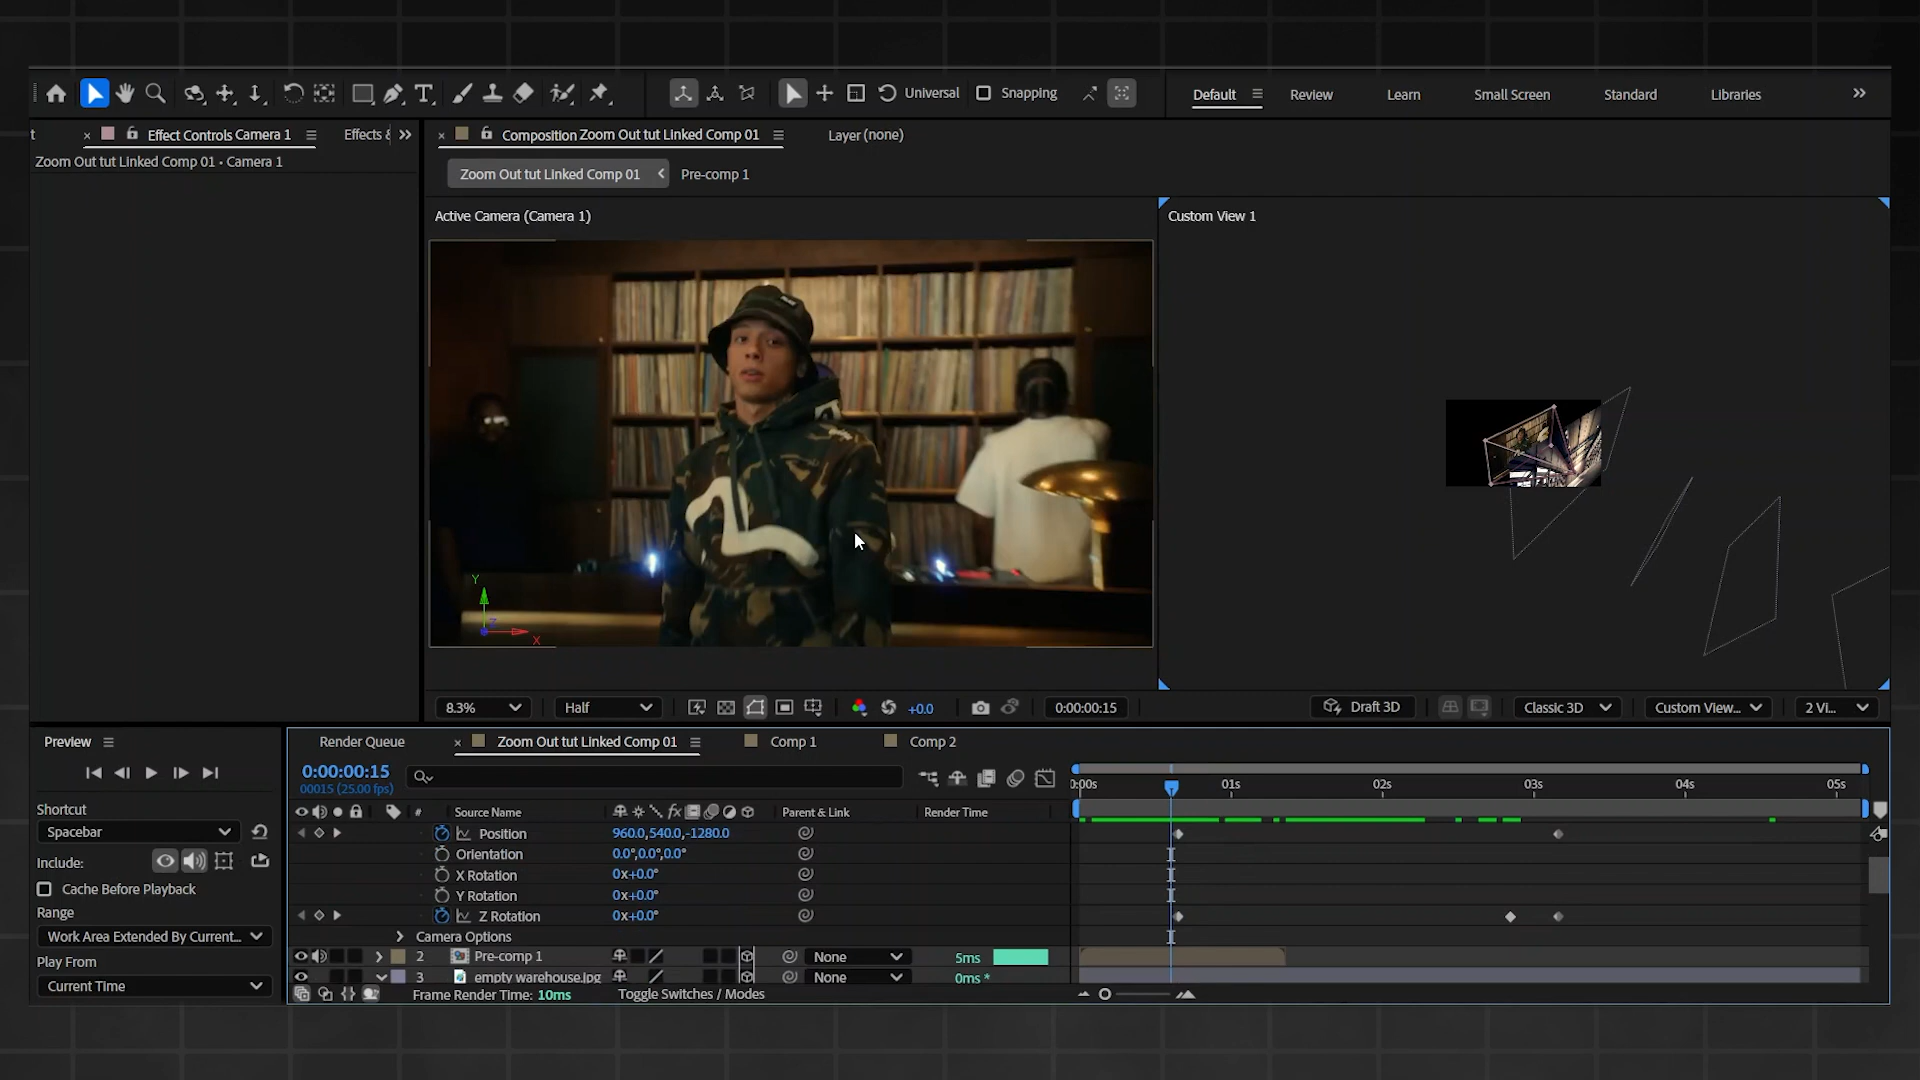 Universal
Snapping
Default
Review
Learn
Small Screen
Standard
Libraries
t
Effect Controls Camera 1
Effects &
Composition Zoom Out tut Linked Comp 01
Layer (none)
Zoom Out tut Linked Comp 01 • Camera 1
Zoom Out tut Linked Comp 01
Pre-comp 1
Active Camera (Camera 1)
Custom View 1
Y
Z
X
8.3%
Half
+0.0
0:00:00:15
Draft 3D
Classic 3D
Custom View...
2 Vi...
Preview
Render Queue
Zoom Out tut Linked Comp 01
Comp 1
Comp 2
0:00:00:15
00015 (25.00 fps)
0:00s
01s
02s
03s
04s
05s
Shortcut
Spacebar
Include:
Cache Before Playback
Range
Work Area Extended By Current...
Play From
Current Time
#
Source Name
fx
Parent & Link
Render Time
Position
960.0,540.0,-1280.0
Orientation
0.0°,0.0°,0.0°
X Rotation
0x+0.0°
Y Rotation
0x+0.0°
Z Rotation
0x+0.0°
Camera Options
2
Pre-comp 1
None
5ms
3
empty warehouse.jpg
None
0ms *
Frame Render Time: 10ms
Toggle Switches / Modes